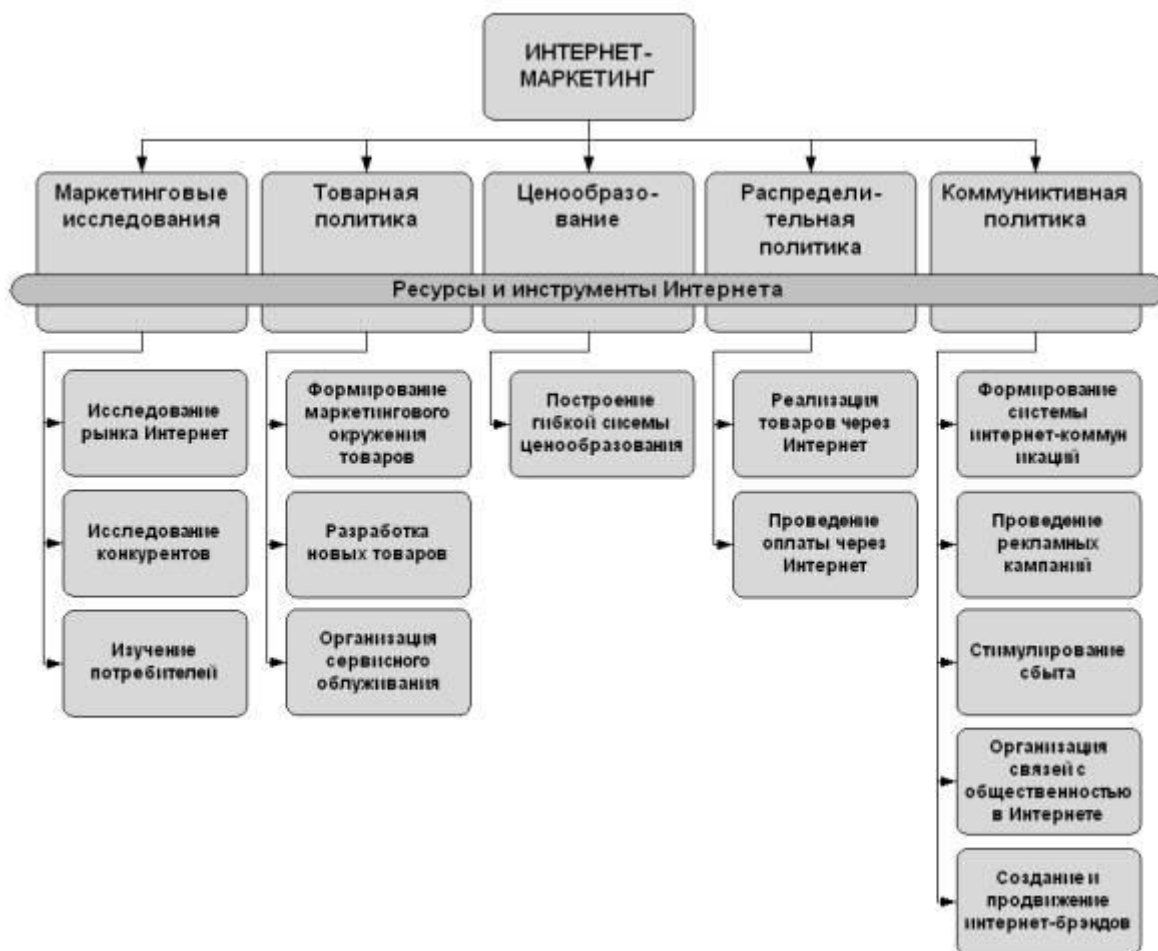 ИНТЕРНЕТ-
МАРКЕТИНГ
Маркетинговые
исследования
Товарная
политика
Ценообразо-
вание
Распредели-
тельная
политика
Коммуниктивная
политика
Ресурсы и инструменты Интернета
Исследование
рынка Интернет
Исследование
конкурентов
Изучение
потребителей
Формирование
маркетингового
окружения
товаров
Разработка
новых товаров
Организация
сервисного
облуживания
Построение
гибкой сисемы
ценообразования
Реализация
товаров через
Интернет
Проведение
оплаты через
Интернет
Формирование
системы
интернет-коммун
икаций
Проведение
рекламных
кампаний
Стимулирование
сбыта
Организация
связей с
общественностью
в Интернете
Создание и
продвижение
интернет-брэндов